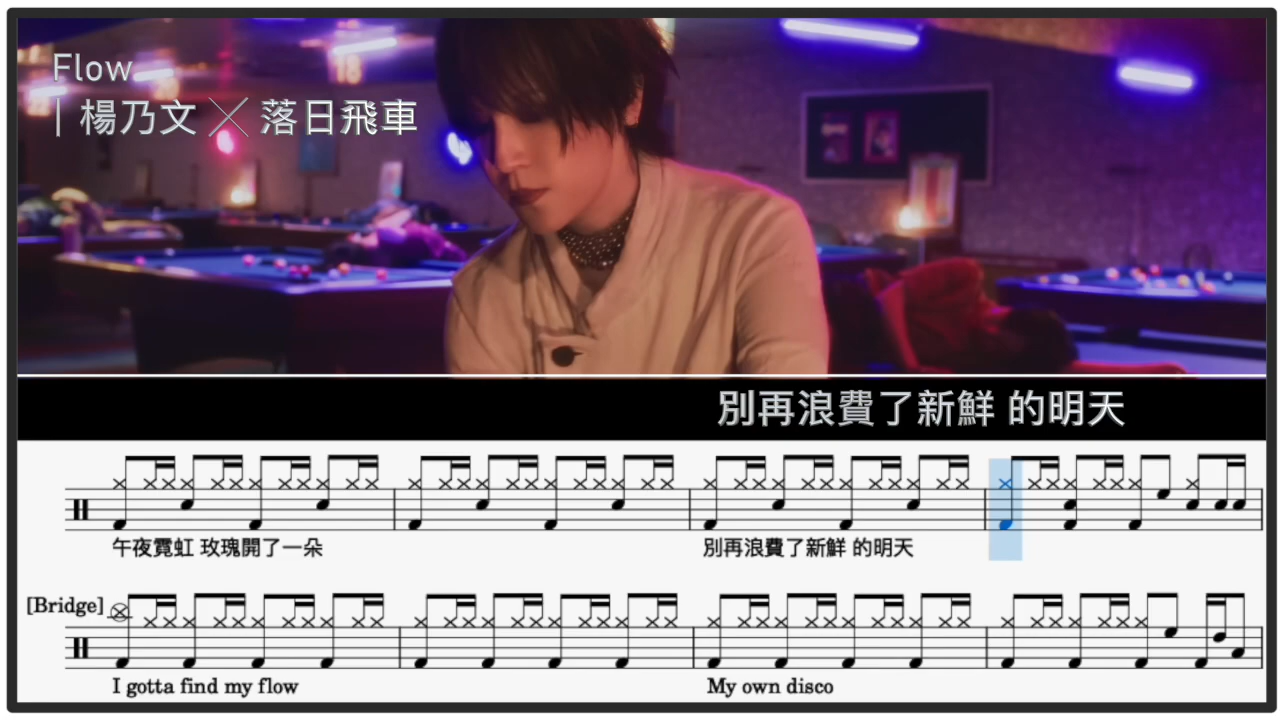 Flow
| 楊乃文 ╳ 落日飛車
別再浪費了新鮮 的明天
午夜霓虹 玫瑰開了一朵 別再浪費了新鮮 的明天
[Bridge]
I gotta find my flow My own disco